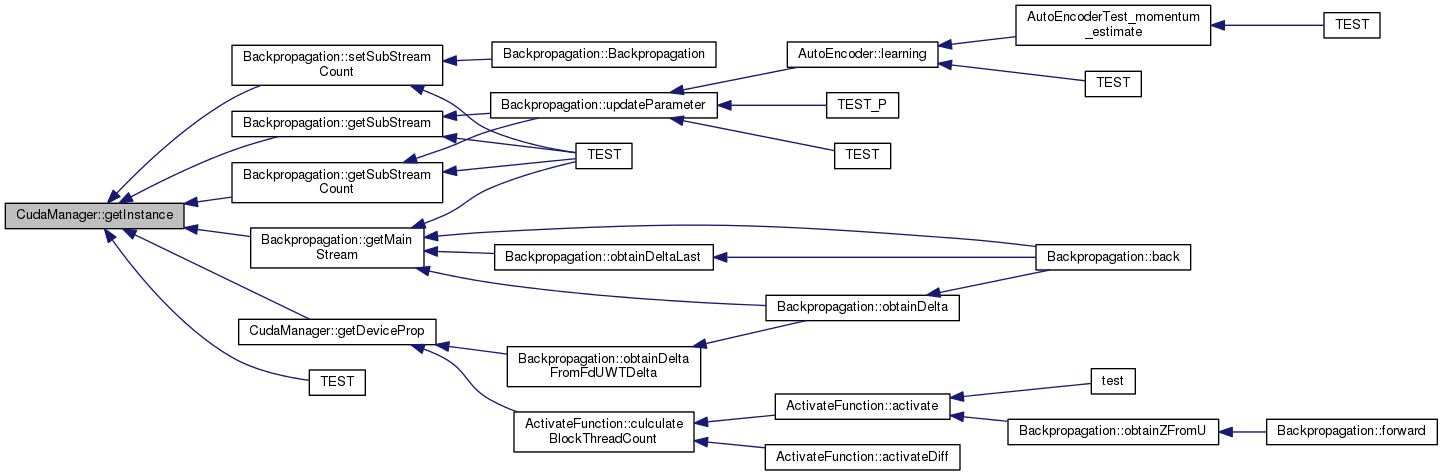 CudaManager::getInstance
Backpropagation::setSubStream
Count
Backpropagation::getSubStream
Backpropagation::getSubStream
Count
Backpropagation::getMain
Stream
CudaManager::getDeviceProp
TEST
Backpropagation::Backpropagation
Backpropagation::updateParameter
TEST
Backpropagation::obtainDeltaLast
Backpropagation::obtainDelta
FromFdUWTDelta
ActivateFunction::culculate
BlockThreadCount
AutoEncoder::learning
TEST_P
TEST
Backpropagation::obtainDelta
ActivateFunction::activate
ActivateFunction::activateDiff
AutoEncoderTest_momentum
_estimate
TEST
Backpropagation::back
test
Backpropagation::obtainZFromU
TEST
Backpropagation::forward